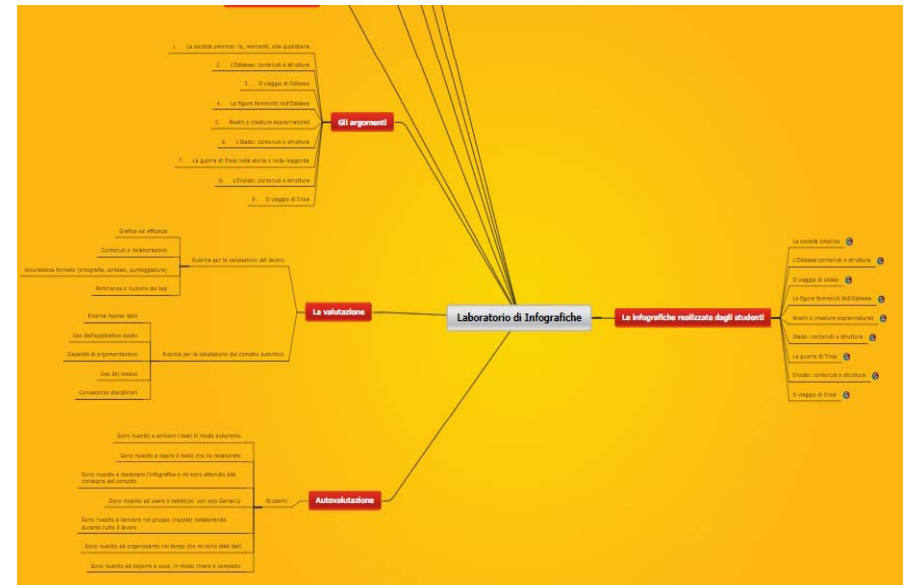 1. La società omerica: re, mercanti, vita quotidiana
2. L'Odissea: contenuti e struttura
3. Il viaggio di Odisseo
4. Le figure femminili nell'Odissea
5. Mostri e creature soprannaturali
6. L'Iliade: contenuti e struttura
7. La guerra di Troia nella storia e nella leggenda
8. L'Eneide: contenuti e struttura
9. Il viaggio di Enea
Gli argomenti
Grafica ed efficacia
Contenuti e rielaborazione
Accuratezza formale (ortografia, sintassi, punteggiatura)
Pertinenza e numero dei tag
Rubrica per la valutazione del lavoro
La valutazione
Ricerca risorse Web
Uso dell'applicativo scelto
Capacità di argomentazione
Uso del lessico
Conoscenze disciplinari
Rubrica per la valutazione del compito autentico
Laboratorio di Infografiche
Le infografiche realizzate dagli studenti
La società omerica
L'Odissea:contenuti e struttura
Il viaggio di Ulisse
Le figure femminili dell'Odissea
Mostri e creature soprannaturali
Iliade: contenuti e struttura
La guerra di Troia
Eneide: contenuti e struttura
Il viaggio di Enea
Sono riuscito a scrivere i testi in modo autonomo
Sono riuscito a capire il testo che ho rielaborato
Sono riuscito a realizzare l'infografica e mi sono attenuto alla
consegna del compito
Sono riuscito ad usare il tablet/pc con app Genial.ly
Sono riuscito a lavorare nel gruppo (coppia) collaborando
durante tutto il lavoro
Sono riuscito ad organizzarmi nei tempi che mi sono stati dati
Sono riuscito ad esporre a voce, in modo chiaro e completo
Studenti
Autovalutazione